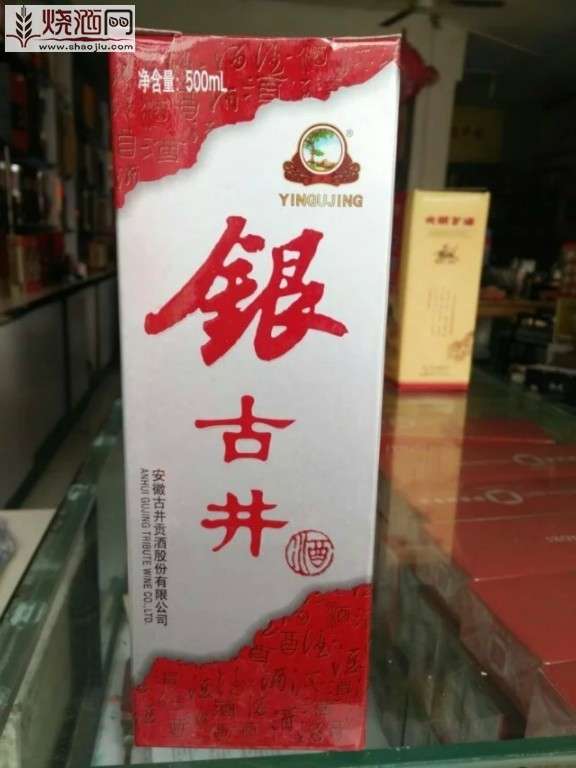 烧酒网
www.shaojiu.com
净含量：500mL
YINGUJING
银
古
井
酒
安徽古井贡酒股份有限公司
ANHUI GUJING TRIBUTE WINE CO.,LTD.